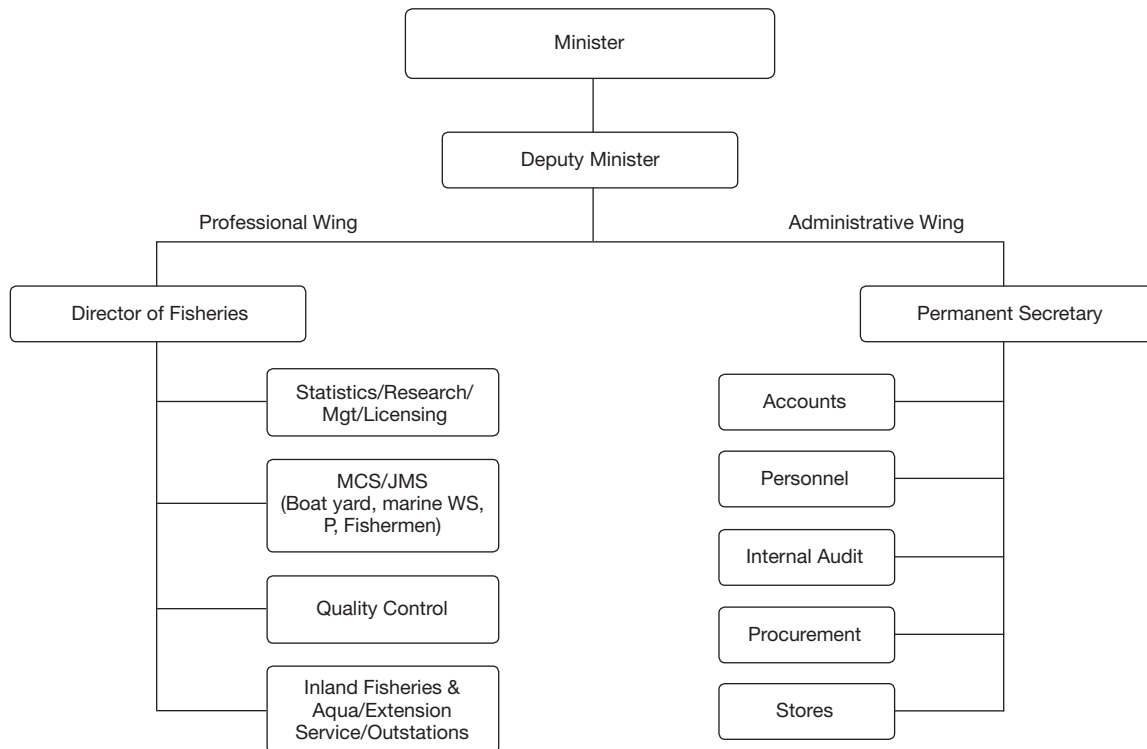 Minister
Deputy Minister
Professional Wing
Administrative Wing
Director of Fisheries
Permanent Secretary
Statistics/Research/
Mgt/Licensing
MCS/JMS
(Boat yard, marine WS,
P, Fishermen)
Quality Control
Inland Fisheries &
Aqua/Extension
Service/Outstations
Accounts
Personnel
Internal Audit
Procurement
Stores